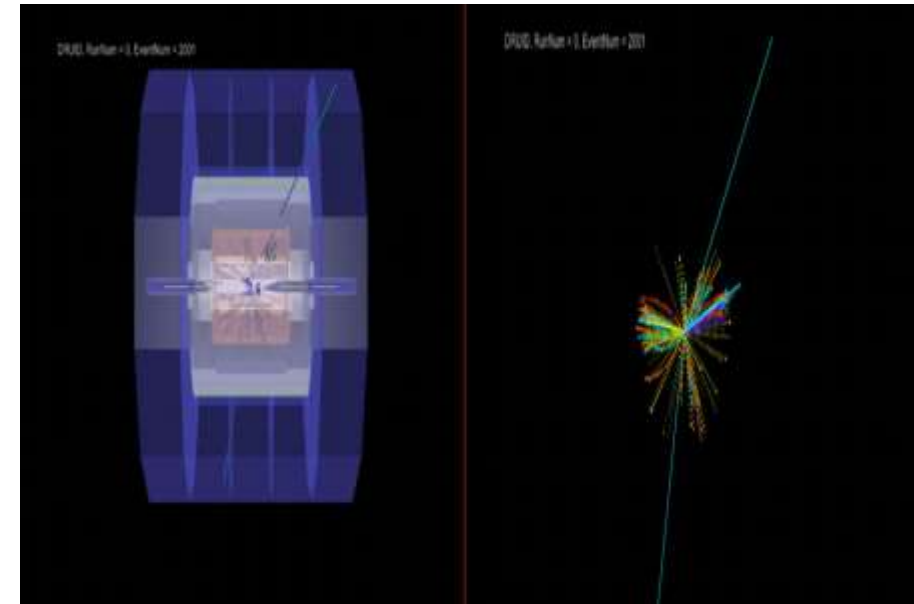 DRUID, RunNum = 0, EventNum = 2001
DRUID, RunNum = 0, EventNum = 2001